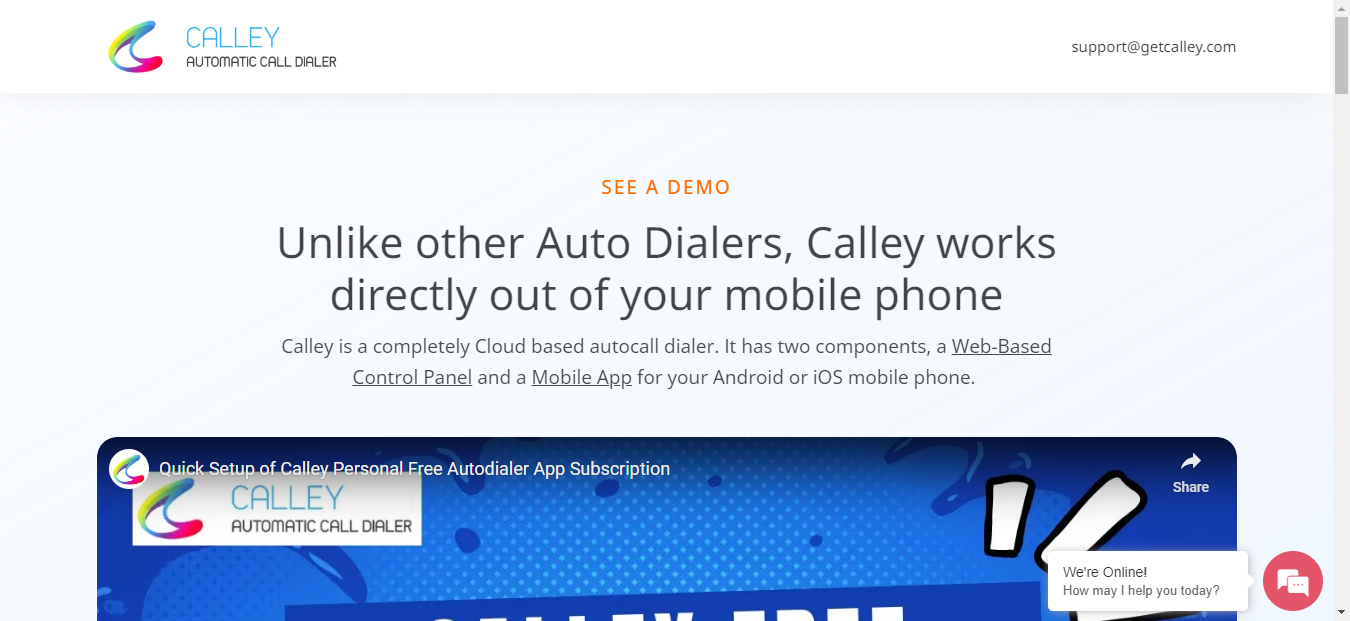 CALLEY
AUTOMATIC CALL DIALER
support@getcalley.com
SEE A DEMO
Unlike other Auto Dialers, Calley works
directly out of your mobile phone
Calley is a completely Cloud based autocall dialer. It has two components, a Web-Based
Control Panel and a Mobile App for your Android or iOS mobile phone.
Quick Setup of Calley Personal Free Autodialer App Subscription
Share
CALLEY
AUTOMATIC CALL DIALER
We're Online!
How may I help you today?
CALLEY FREE